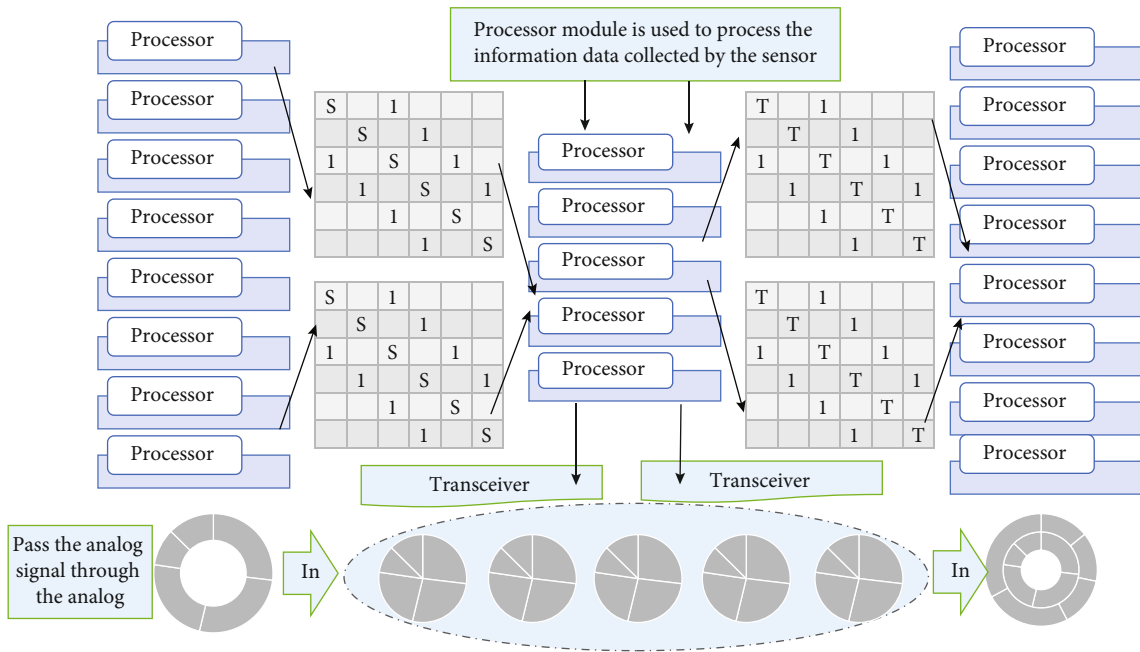 Processor
Processor
Processor
Processor
Processor
Processor
Processor
Processor
Processor module is used to process the
information data collected by the sensor
S 1
S 1
1 S 1
1 S 1
1 S
1 S
S 1
S 1
1 S 1
1 S 1
1 S
1 S
Processor
Processor
Processor
Processor
Processor
T 1
T 1
1 T 1
1 T 1
1 T
1 T
T 1
T 1
1 T 1
1 T 1
1 T
1 T
Processor
Processor
Processor
Processor
Processor
Processor
Processor
Processor
Transceiver
Transceiver
Pass the analog
signal through
the analog
In
In